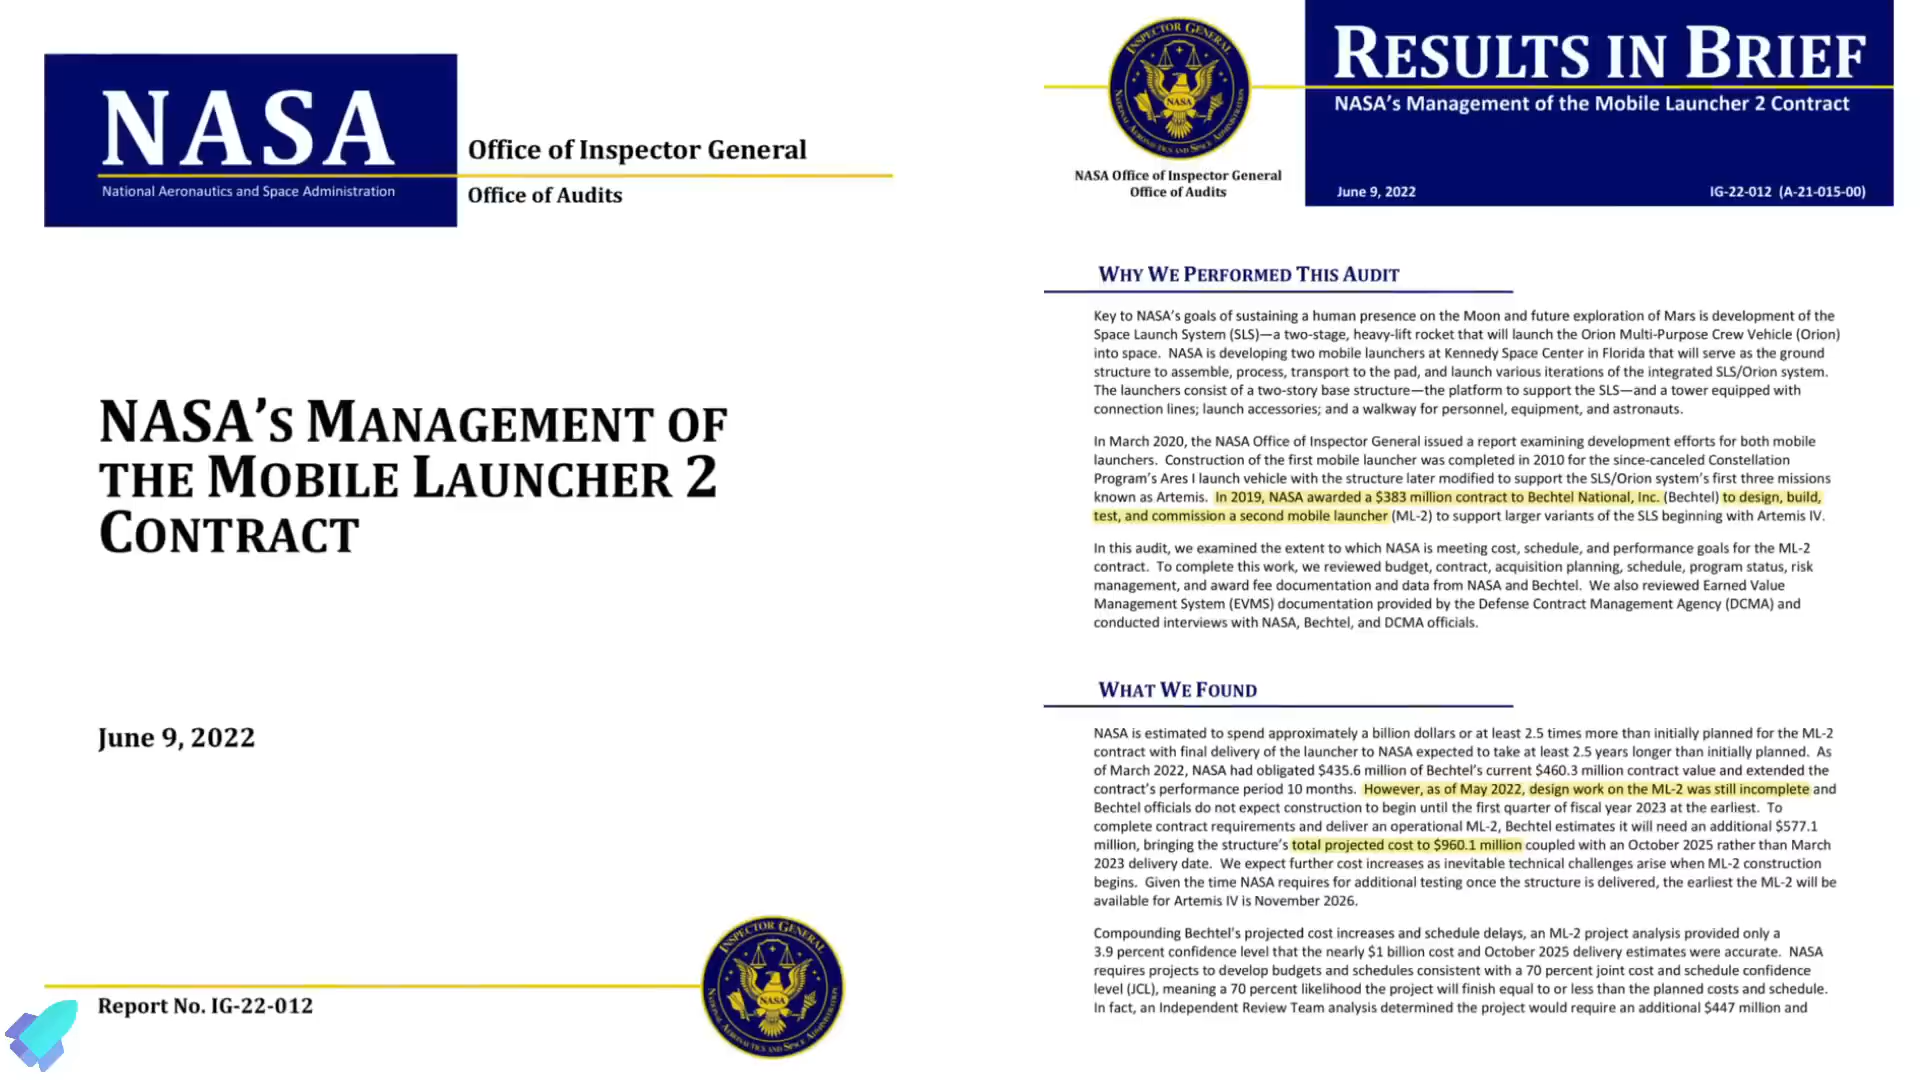 NASA
National Aeronautics and Space Administration
Office of Inspector General
Office of Audits
NASA’S MANAGEMENT OF
THE MOBILE LAUNCHER 2
CONTRACT
June 9, 2022
Report No. IG-22-012
INSPECTOR GENERAL
NASA
NATIONAL AERONAUTICS AND SPACE ADMINISTRATION
INSPECTOR GENERAL
NASA
NATIONAL AERONAUTICS AND SPACE ADMINISTRATION
NASA Office of Inspector General
Office of Audits
RESULTS IN BRIEF
NASA’s Management of the Mobile Launcher 2 Contract
June 9, 2022
IG-22-012 (A-21-015-00)
WHY WE PERFORMED THIS AUDIT
Key to NASA’s goals of sustaining a human presence on the Moon and future exploration of Mars is development of the
Space Launch System (SLS)—a two-stage, heavy-lift rocket that will launch the Orion Multi-Purpose Crew Vehicle (Orion)
into space. NASA is developing two mobile launchers at Kennedy Space Center in Florida that will serve as the ground
structure to assemble, process, transport to the pad, and launch various iterations of the integrated SLS/Orion system.
The launchers consist of a two-story base structure—the platform to support the SLS—and a tower equipped with
connection lines; launch accessories; and a walkway for personnel, equipment, and astronauts.
In March 2020, the NASA Office of Inspector General issued a report examining development efforts for both mobile
launchers. Construction of the first mobile launcher was completed in 2010 for the since-canceled Constellation
Program’s Ares I launch vehicle with the structure later modified to support the SLS/Orion system’s first three missions
known as Artemis. In 2019, NASA awarded a $383 million contract to Bechtel National, Inc. (Bechtel) to design, build,
test, and commission a second mobile launcher (ML-2) to support larger variants of the SLS beginning with Artemis IV.
In this audit, we examined the extent to which NASA is meeting cost, schedule, and performance goals for the ML-2
contract. To complete this work, we reviewed budget, contract, acquisition planning, schedule, program status, risk
management, and award fee documentation and data from NASA and Bechtel. We also reviewed Earned Value
Management System (EVMS) documentation provided by the Defense Contract Management Agency (DCMA) and
conducted interviews with NASA, Bechtel, and DCMA officials.
WHAT WE FOUND
NASA is estimated to spend approximately a billion dollars or at least 2.5 times more than initially planned for the ML-2
contract with final delivery of the launcher to NASA expected to take at least 2.5 years longer than initially planned. As
of March 2022, NASA had obligated $435.6 million of Bechtel’s current $460.3 million contract value and extended the
contract’s performance period 10 months. However, as of May 2022, design work on the ML-2 was still incomplete and
Bechtel officials do not expect construction to begin until the first quarter of fiscal year 2023 at the earliest. To
complete contract requirements and deliver an operational ML-2, Bechtel estimates it will need an additional $577.1
million, bringing the structure’s total projected cost to $960.1 million coupled with an October 2025 rather than March
2023 delivery date. We expect further cost increases as inevitable technical challenges arise when ML-2 construction
begins. Given the time NASA requires for additional testing once the structure is delivered, the earliest the ML-2 will be
available for Artemis IV is November 2026.
Compounding Bechtel’s projected cost increases and schedule delays, an ML-2 project analysis provided only a
3.9 percent confidence level that the nearly $1 billion cost and October 2025 delivery estimates were accurate. NASA
requires projects to develop budgets and schedules consistent with a 70 percent joint cost and schedule confidence
level (JCL), meaning a 70 percent likelihood the project will finish equal to or less than the planned costs and schedule.
In fact, an Independent Review Team analysis determined the project would require an additional $447 million and